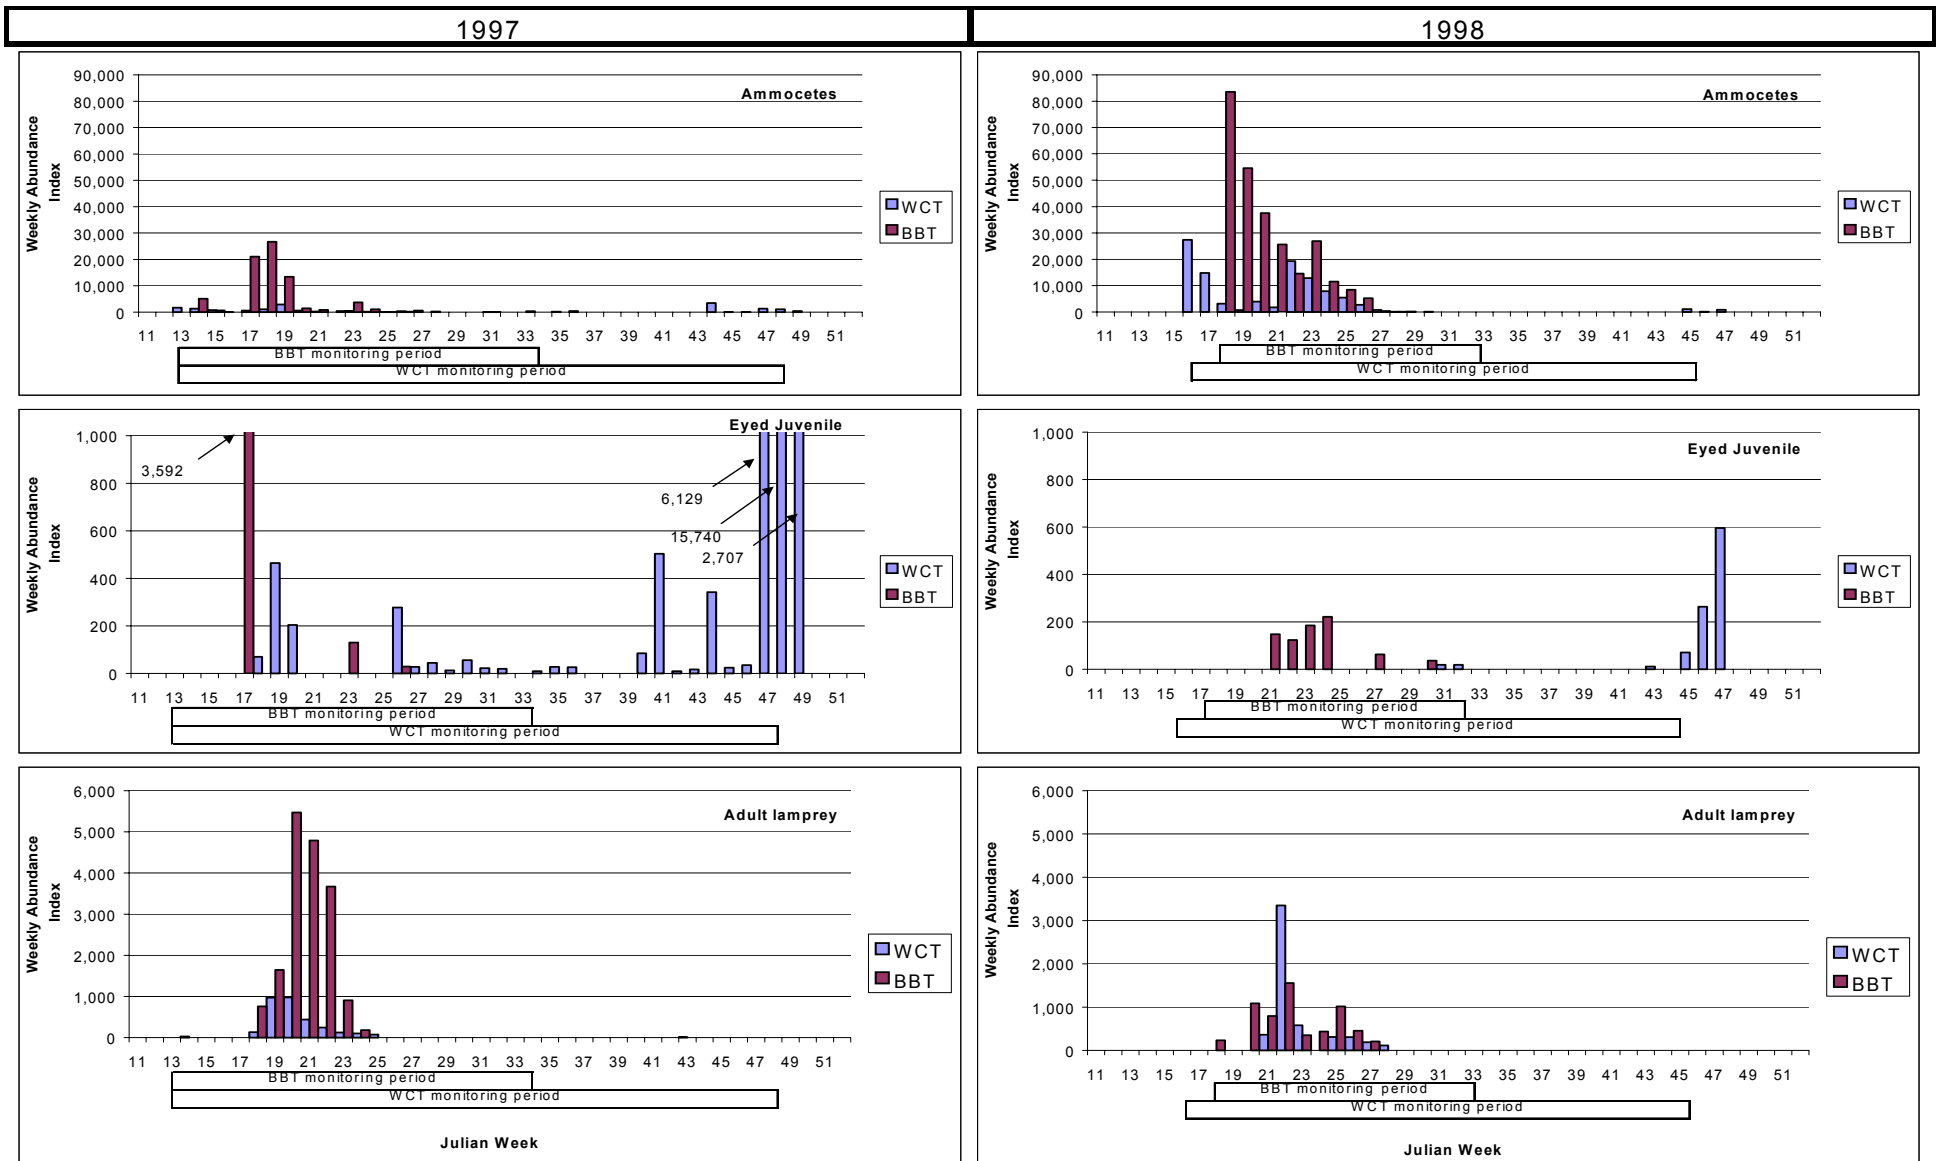 1997
1998
Ammocetes
Weekly Abundance
Index
90,000
80,000
70,000
60,000
50,000
40,000
30,000
20,000
10,000
0
11 13 15 17 19 21 23 25 27 29 31 33 35 37 39 41 43 45 47 49 51
BBT monitoring period
WCT monitoring period
WCT
BBT
Ammocetes
Weekly Abundance
Index
90,000
80,000
70,000
60,000
50,000
40,000
30,000
20,000
10,000
0
11 13 15 17 19 21 23 25 27 29 31 33 35 37 39 41 43 45 47 49 51
BBT monitoring period
WCT monitoring period
WCT
BBT
Eyed Juvenile
Weekly Abundance
Index
1,000
800
600
400
200
0
3,592
6,129
15,740
2,707
11 13 15 17 19 21 23 25 27 29 31 33 35 37 39 41 43 45 47 49 51
BBT monitoring period
WCT monitoring period
WCT
BBT
Eyed Juvenile
Weekly Abundance
Index
1,000
800
600
400
200
0
11 13 15 17 19 21 23 25 27 29 31 33 35 37 39 41 43 45 47 49 51
BBT monitoring period
WCT monitoring period
WCT
BBT
Adult lamprey
Weekly Abundance
Index
6,000
5,000
4,000
3,000
2,000
1,000
0
11 13 15 17 19 21 23 25 27 29 31 33 35 37 39 41 43 45 47 49 51
BBT monitoring period
WCT monitoring period
Julian Week
WCT
BBT
Adult lamprey
Weekly Abundance
Index
6,000
5,000
4,000
3,000
2,000
1,000
0
11 13 15 17 19 21 23 25 27 29 31 33 35 37 39 41 43 45 47 49 51
BBT monitoring period
WCT monitoring period
Julian Week
WCT
BBT